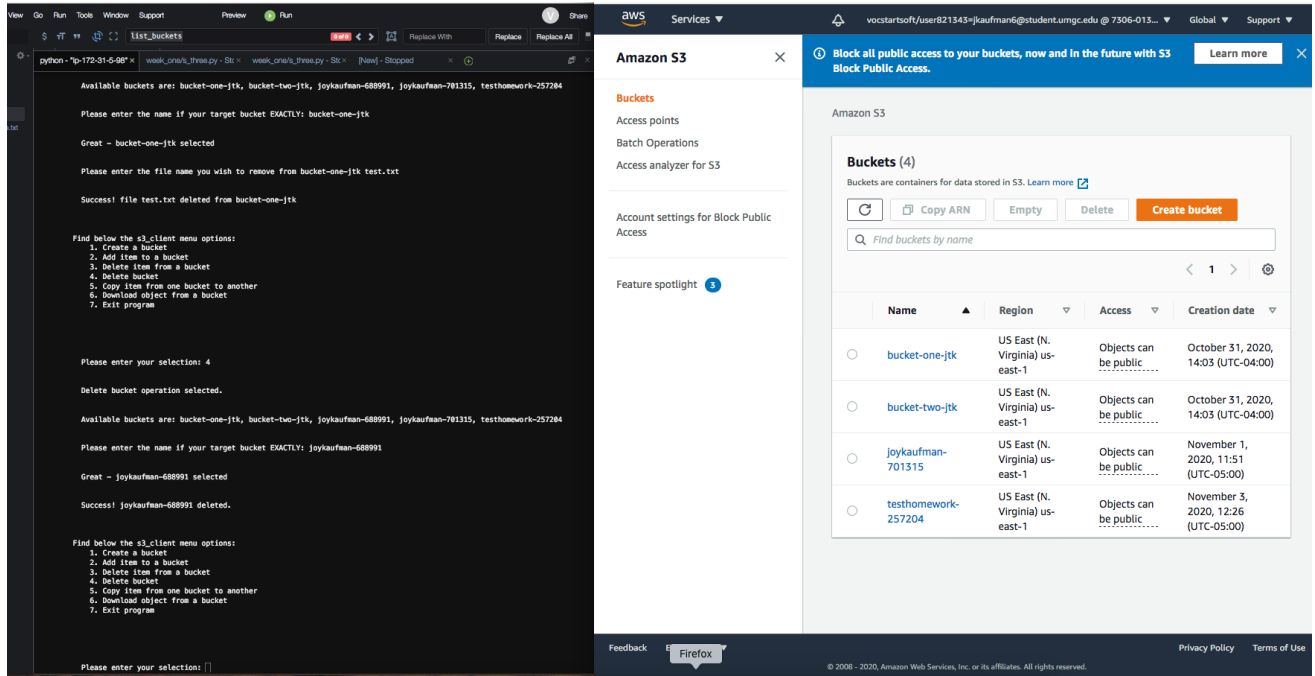 View Go Run Tools Window Support Preview Run Share
list_buckets 0 of 0 Replace With Replace Replace All
python - "ip-172-31-5-98" × week_one/s_three.py - Stc × week_one/s_three.py - Stc × [New] - Stopped ×
s.txt
Available buckets are: bucket-one-jtk, bucket-two-jtk, joykaufman-688991, joykaufman-701315, testhomework-257204
Please enter the name if your target bucket EXACTLY: bucket-one-jtk
Great - bucket-one-jtk selected
Please enter the file name you wish to remove from bucket-one-jtk test.txt
Success! file test.txt deleted from bucket-one-jtk
Find below the s3_client menu options:
1. Create a bucket
2. Add item to a bucket
3. Delete item from a bucket
4. Delete bucket
5. Copy item from one bucket to another
6. Download object from a bucket
7. Exit program
Please enter your selection: 4
Delete bucket operation selected.
Available buckets are: bucket-one-jtk, bucket-two-jtk, joykaufman-688991, joykaufman-701315, testhomework-257204
Please enter the name if your target bucket EXACTLY: joykaufman-688991
Great - joykaufman-688991 selected
Success! joykaufman-688991 deleted.
Find below the s3_client menu options:
1. Create a bucket
2. Add item to a bucket
3. Delete item from a bucket
4. Delete bucket
5. Copy item from one bucket to another
6. Download object from a bucket
7. Exit program
Please enter your selection:
aws Services ▼ vocstartsoft/user821343=jkaufman6@student.umgc.edu @ 7306-013... ▼ Global ▼ Support ▼
Amazon S3
Buckets
Access points
Batch Operations
Access analyzer for S3
Account settings for Block Public
Access
Feature spotlight 3
Block all public access to your buckets, now and in the future with S3
Block Public Access.
Learn more
Amazon S3
Buckets (4)
Buckets are containers for data stored in S3. Learn more
Copy ARN Empty Delete Create bucket
Find buckets by name
< 1 >
Name Region Access Creation date
bucket-one-jtk
US East (N.
Virginia) us-
east-1
Objects can
be public
October 31, 2020,
14:03 (UTC-04:00)
bucket-two-jtk
US East (N.
Virginia) us-
east-1
Objects can
be public
October 31, 2020,
14:03 (UTC-04:00)
joykaufman-
701315
US East (N.
Virginia) us-
east-1
Objects can
be public
November 1,
2020, 11:51
(UTC-05:00)
testhomework-
257204
US East (N.
Virginia) us-
east-1
Objects can
be public
November 3,
2020, 12:26
(UTC-05:00)
Feedback Privacy Policy Terms of Use
Firefox
© 2008 - 2020, Amazon Web Services, Inc. or its affiliates. All rights reserved.